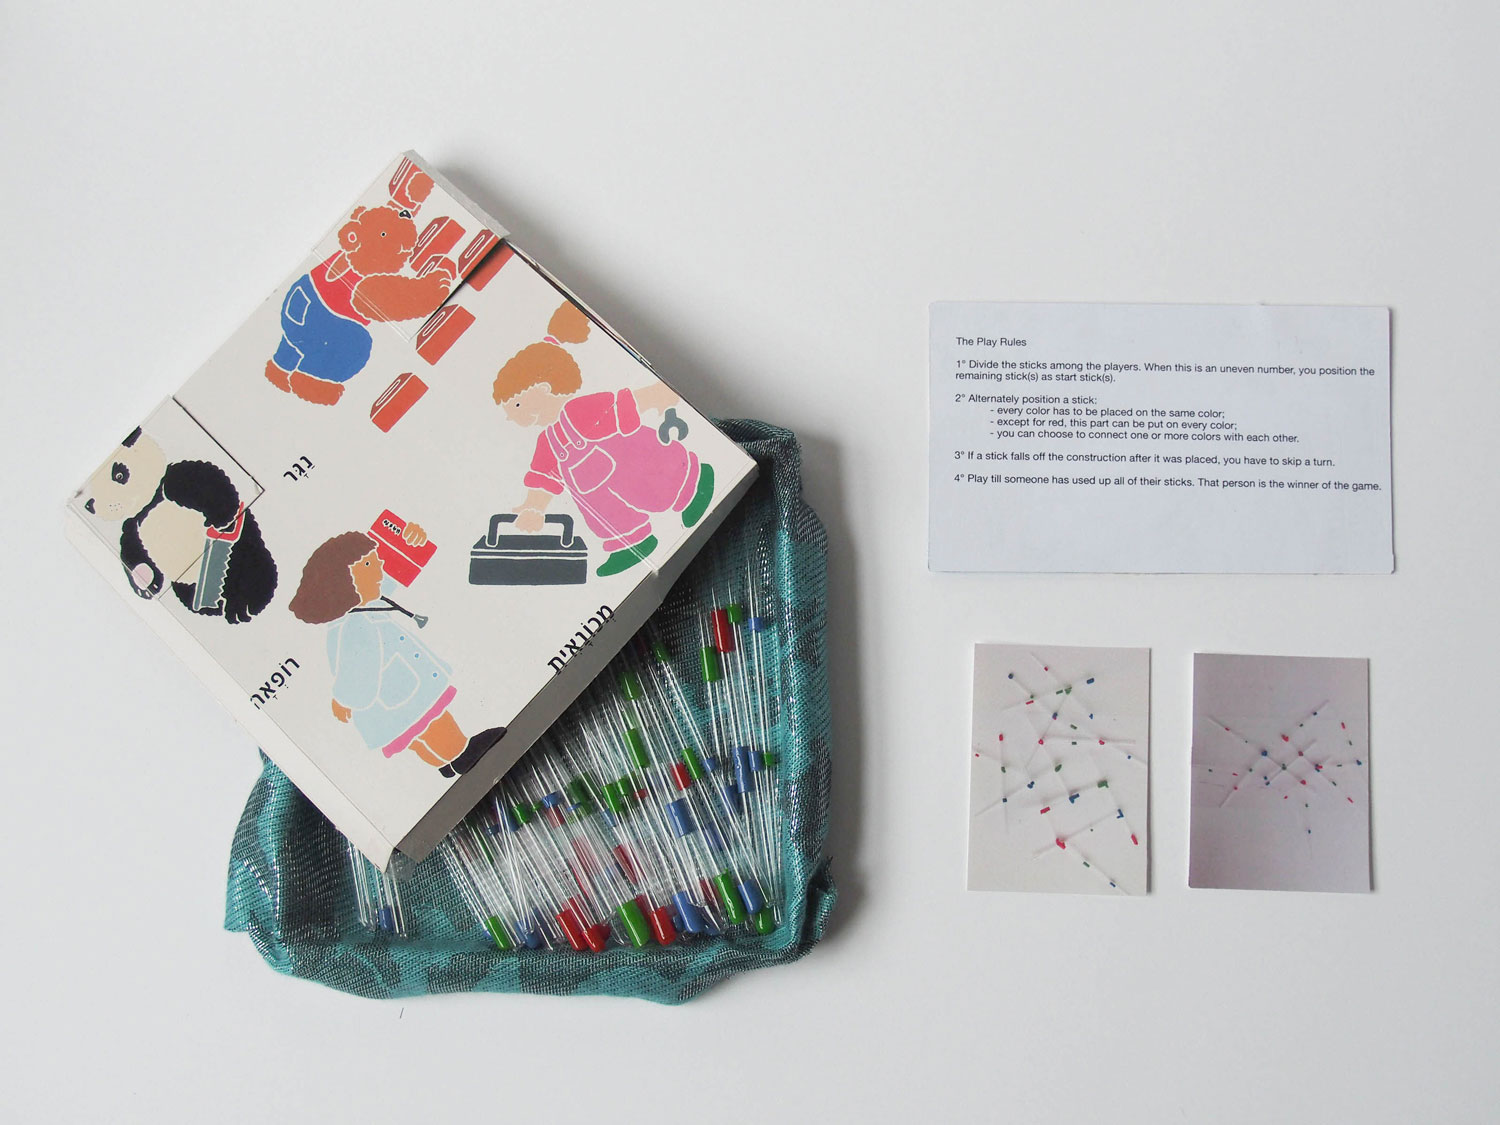 נַגָּר
רוֹפְאָה
מְכוֹנָאִית
The Play Rules
1° Divide the sticks among the players. When this is an uneven number, you position the
remaining stick(s) as start stick(s).
2° Alternately position a stick:
- every color has to be placed on the same color;
- except for red, this part can be put on every color;
- you can choose to connect one or more colors with each other.
3° If a stick falls off the construction after it was placed, you have to skip a turn.
4° Play till someone has used up all of their sticks. That person is the winner of the game.